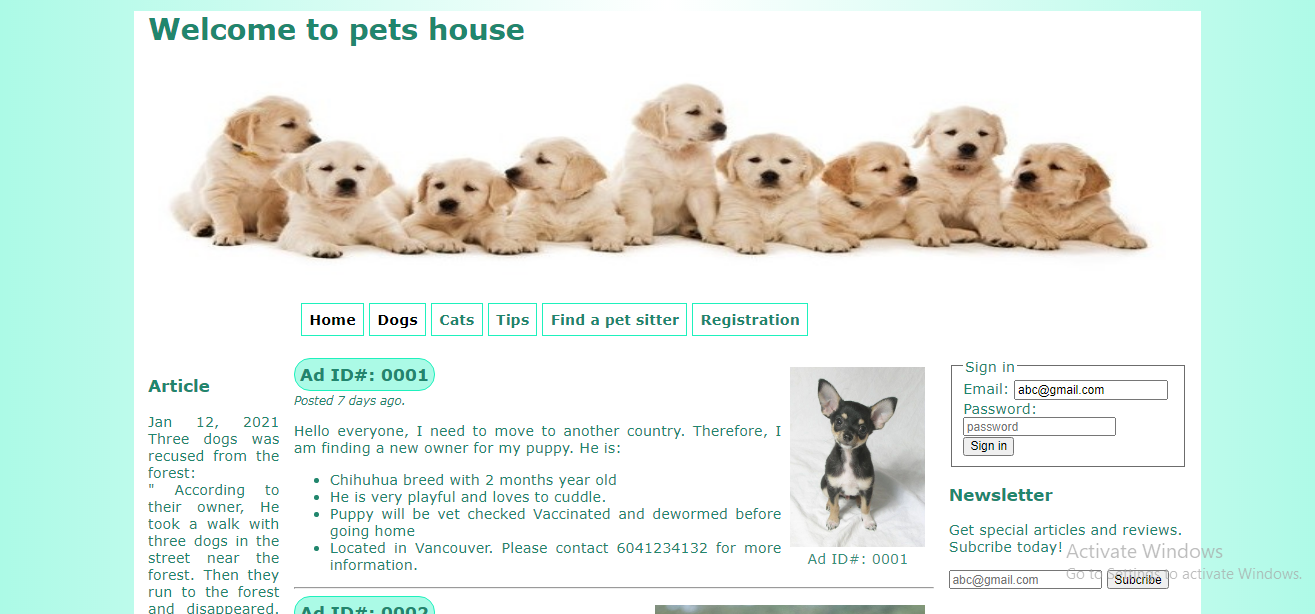 Welcome to pets house
Home Dogs Cats Tips Find a pet sitter Registration
Article
Jan 12, 2021
Three dogs was
recused from the
forest:
" According to
their owner, He
took a walk with
three dogs in the
street near the
forest. Then they
run to the forest
and disappeared.
Ad ID#: 0001
Posted 7 days ago.
Hello everyone, I need to move to another country. Therefore, I
am finding a new owner for my puppy. He is:
• Chihuhua breed with 2 months year old
• He is very playful and loves to cuddle.
• Puppy will be vet checked Vaccinated and dewormed before
going home
• Located in Vancouver. Please contact 6041234132 for more
information.
Ad ID#: 0001
Ad ID#: 0002
Sign in
Email: abc@gmail.com
Password:
password
Sign in
Newsletter
Get special articles and reviews.
Subcribe today!
abc@gmail.com Subcribe
Activate Windows
Go to Settings to activate Windows.